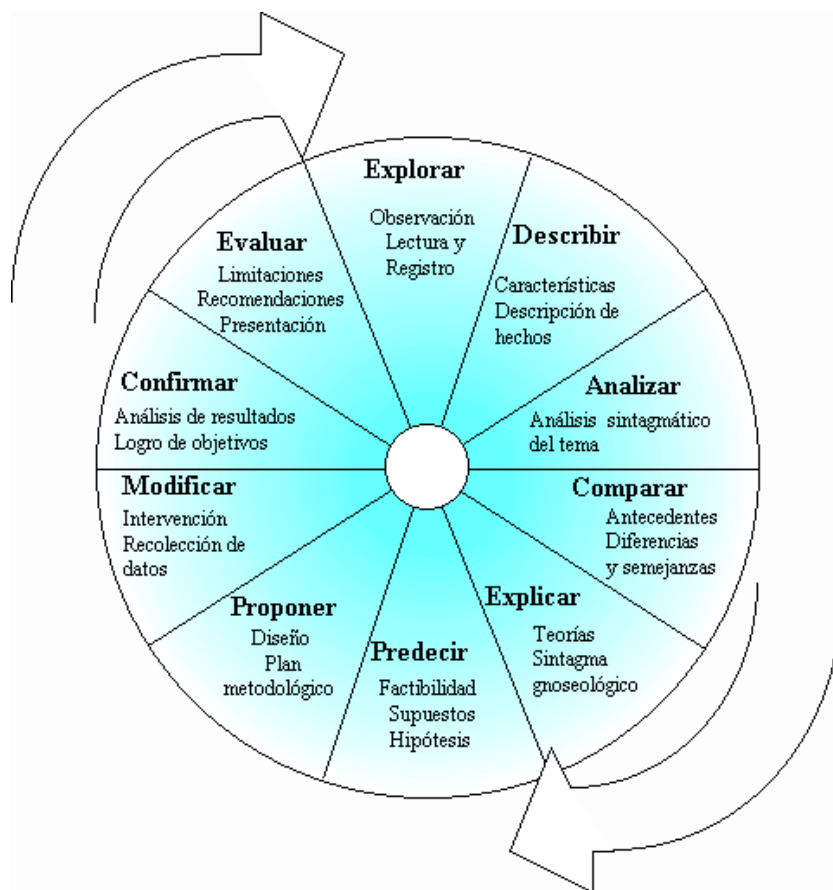 Explorar
Observación
Lectura y
Registro
Describir
Características
Descripción de
hechos
Analizar
Análisis sintagmático
del tema
Comparar
Antecedentes
Diferencias
y semejanzas
Explicar
Teorías
Sintagma
gnoseológico
Predecir
Factibilidad
Supuestos
Hipótesis
Proponer
Diseño
Plan
metodológico
Modificar
Intervención
Recolección de
datos
Confirmar
Análisis de resultados
Logro de objetivos
Evaluar
Limitaciones
Recomendaciones
Presentación